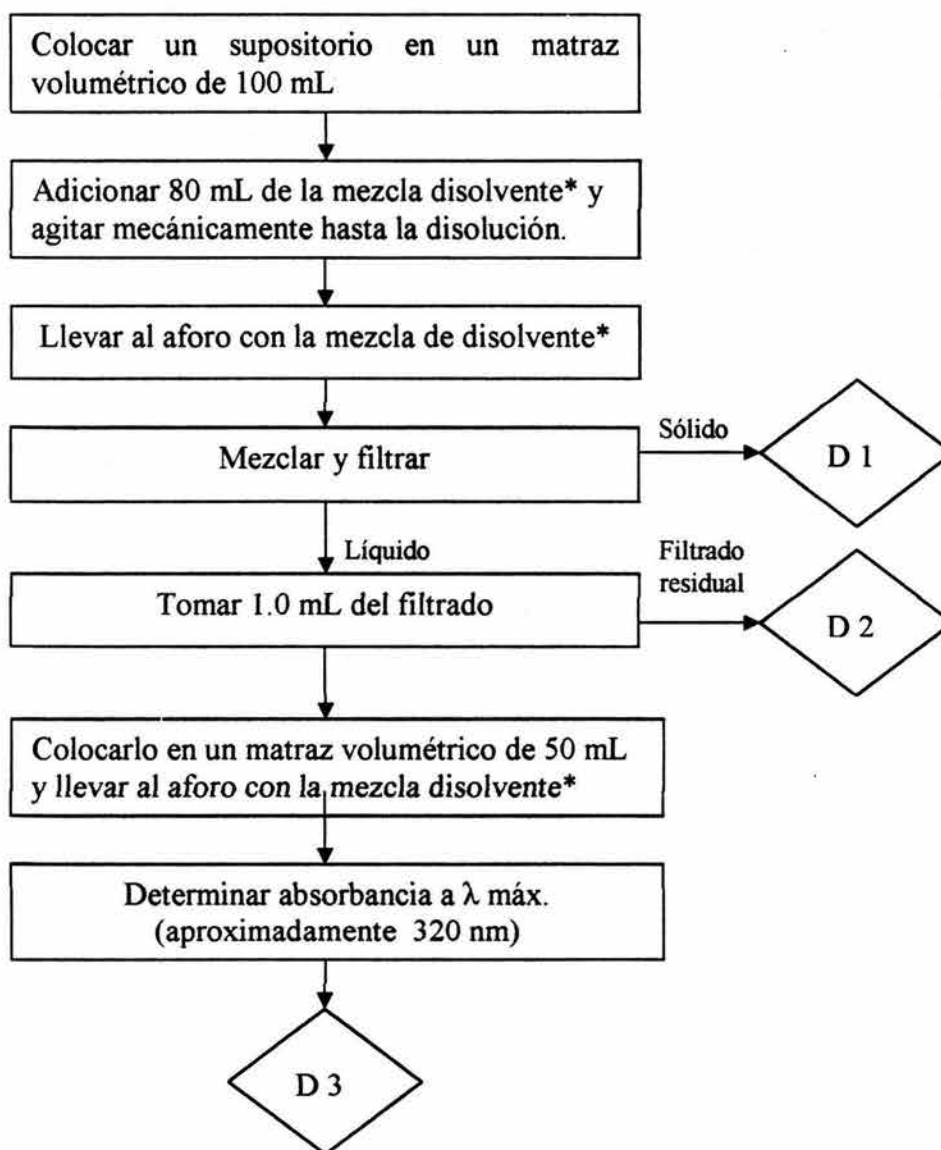 Colocar un supositorio en un matraz
volumétrico de 100 mL
Adicionar 80 mL de la mezcla disolvente* y
agitar mecánicamente hasta la disolución.
Llevar al aforo con la mezcla de disolvente*
Mezclar y filtrar
Sólido
D 1
Líquido
Filtrado
residual
Tomar 1.0 mL del filtrado
D 2
Colocarlo en un matraz volumétrico de 50 mL
y llevar al aforo con la mezcla disolvente*
Determinar absorbancia a λ máx.
(aproximadamente 320 nm)
D 3